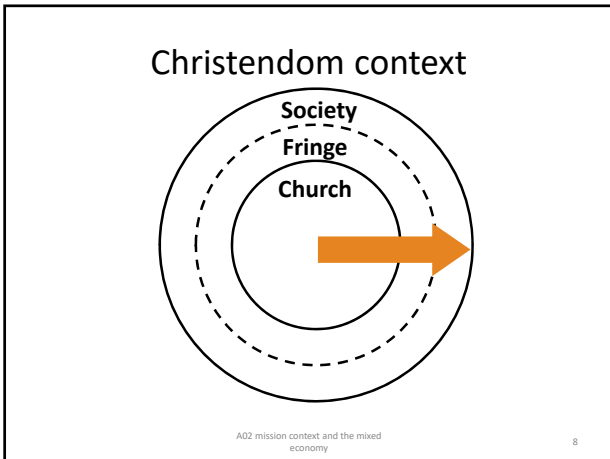 Christendom context
Society
Fringe
Church
A02 mission context and the mixed
economy
8